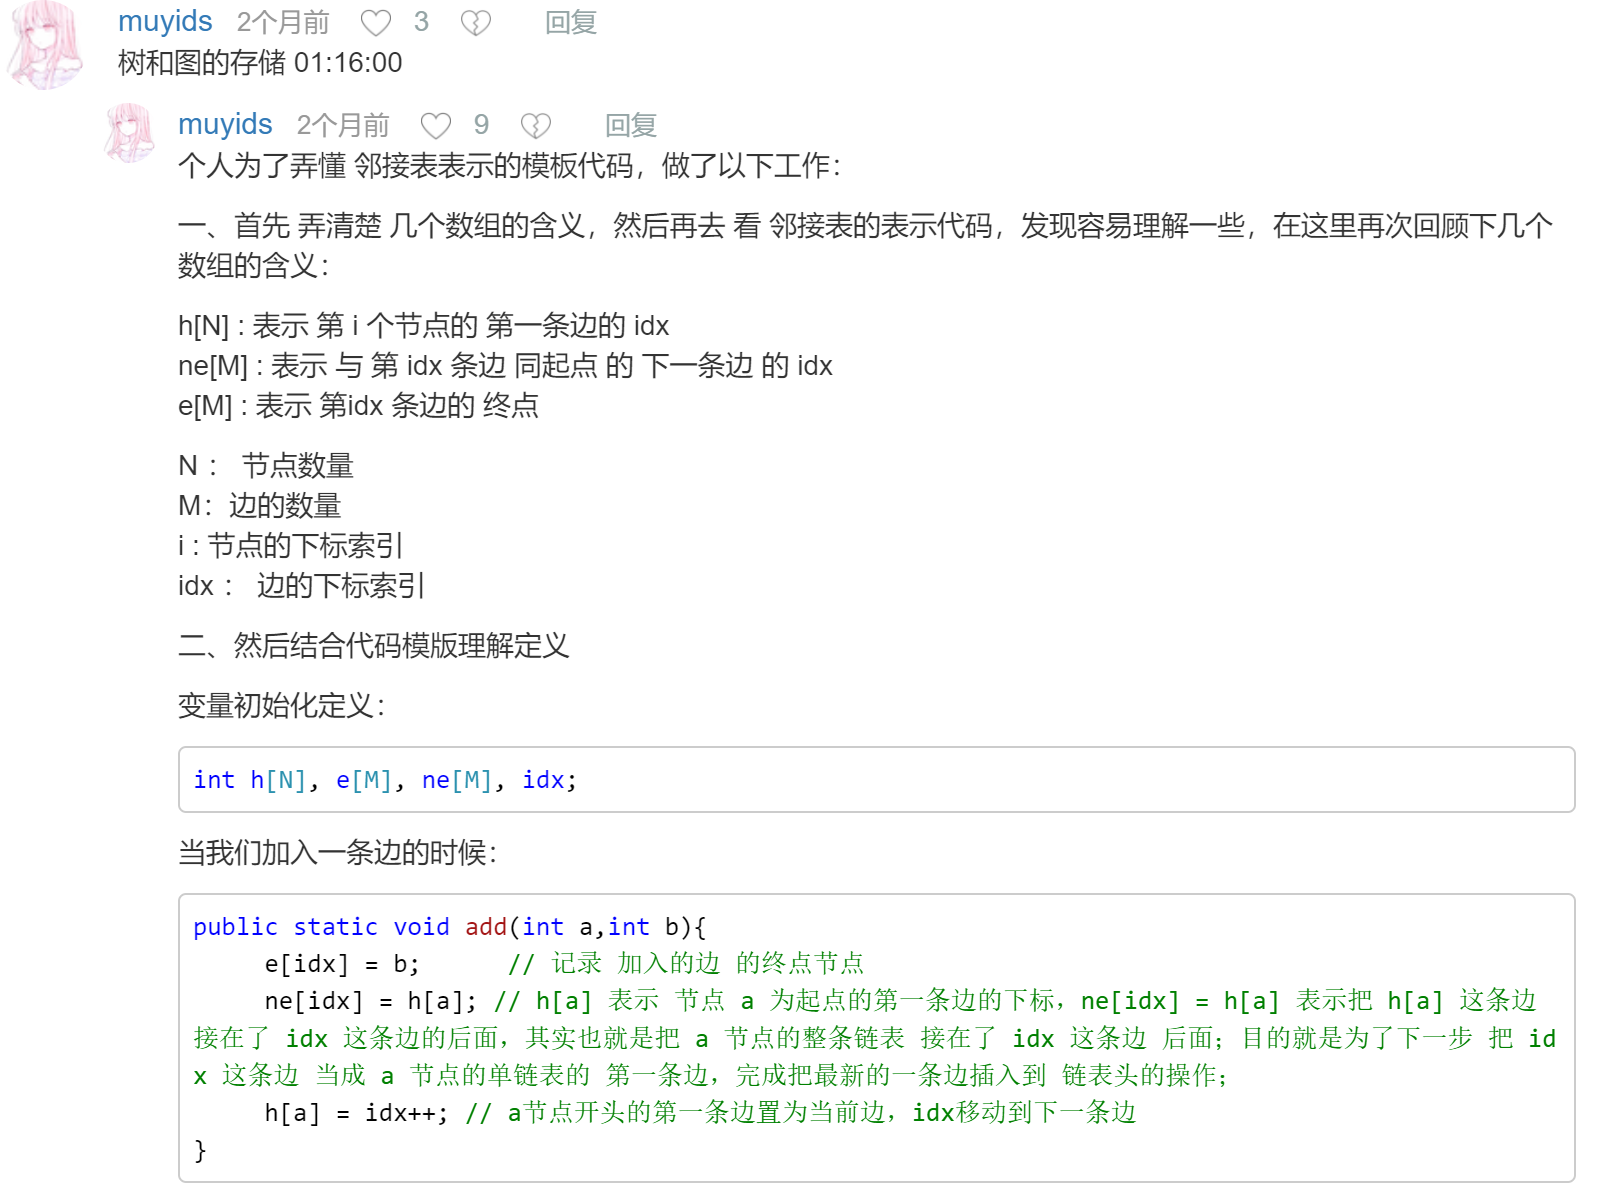 muyids 2个月前 3 回复
树和图的存储 01:16:00
muyids 2个月前 9 回复
个人为了弄懂 邻接表表示的模板代码，做了以下工作：
一、首先 弄清楚 几个数组的含义，然后再去 看 邻接表的表示代码，发现容易理解一些，在这里再次回顾下几个
数组的含义：
h[N] : 表示 第 i 个节点的 第一条边的 idx
ne[M] : 表示 与 第 idx 条边 同起点 的 下一条边 的 idx
e[M] : 表示 第idx 条边的 终点
N ： 节点数量
M：边的数量
i : 节点的下标索引
idx ： 边的下标索引
二、然后结合代码模版理解定义
变量初始化定义：
int h[N], e[M], ne[M], idx;
当我们加入一条边的时候：
public static void add(int a,int b){
e[idx] = b; // 记录 加入的边 的终点节点
ne[idx] = h[a]; // h[a] 表示 节点 a 为起点的第一条边的下标，ne[idx] = h[a] 表示把 h[a] 这条边
接在了 idx 这条边的后面，其实也就是把 a 节点的整条链表 接在了 idx 这条边 后面；目的就是为了下一步 把 id
x 这条边 当成 a 节点的单链表的 第一条边，完成把最新的一条边插入到 链表头的操作；
h[a] = idx++; // a节点开头的第一条边置为当前边，idx移动到下一条边
}